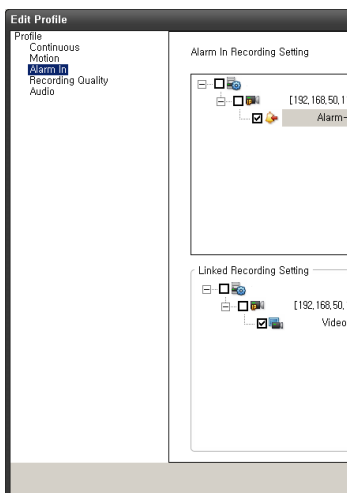 Edit Profile
Profile
Continuous
Motion
Alarm In
Recording Quality
Audio
Alarm In Recording Setting
[192,168,50,1
Alarm-
Linked Recording Setting
[192,168,50,
Video